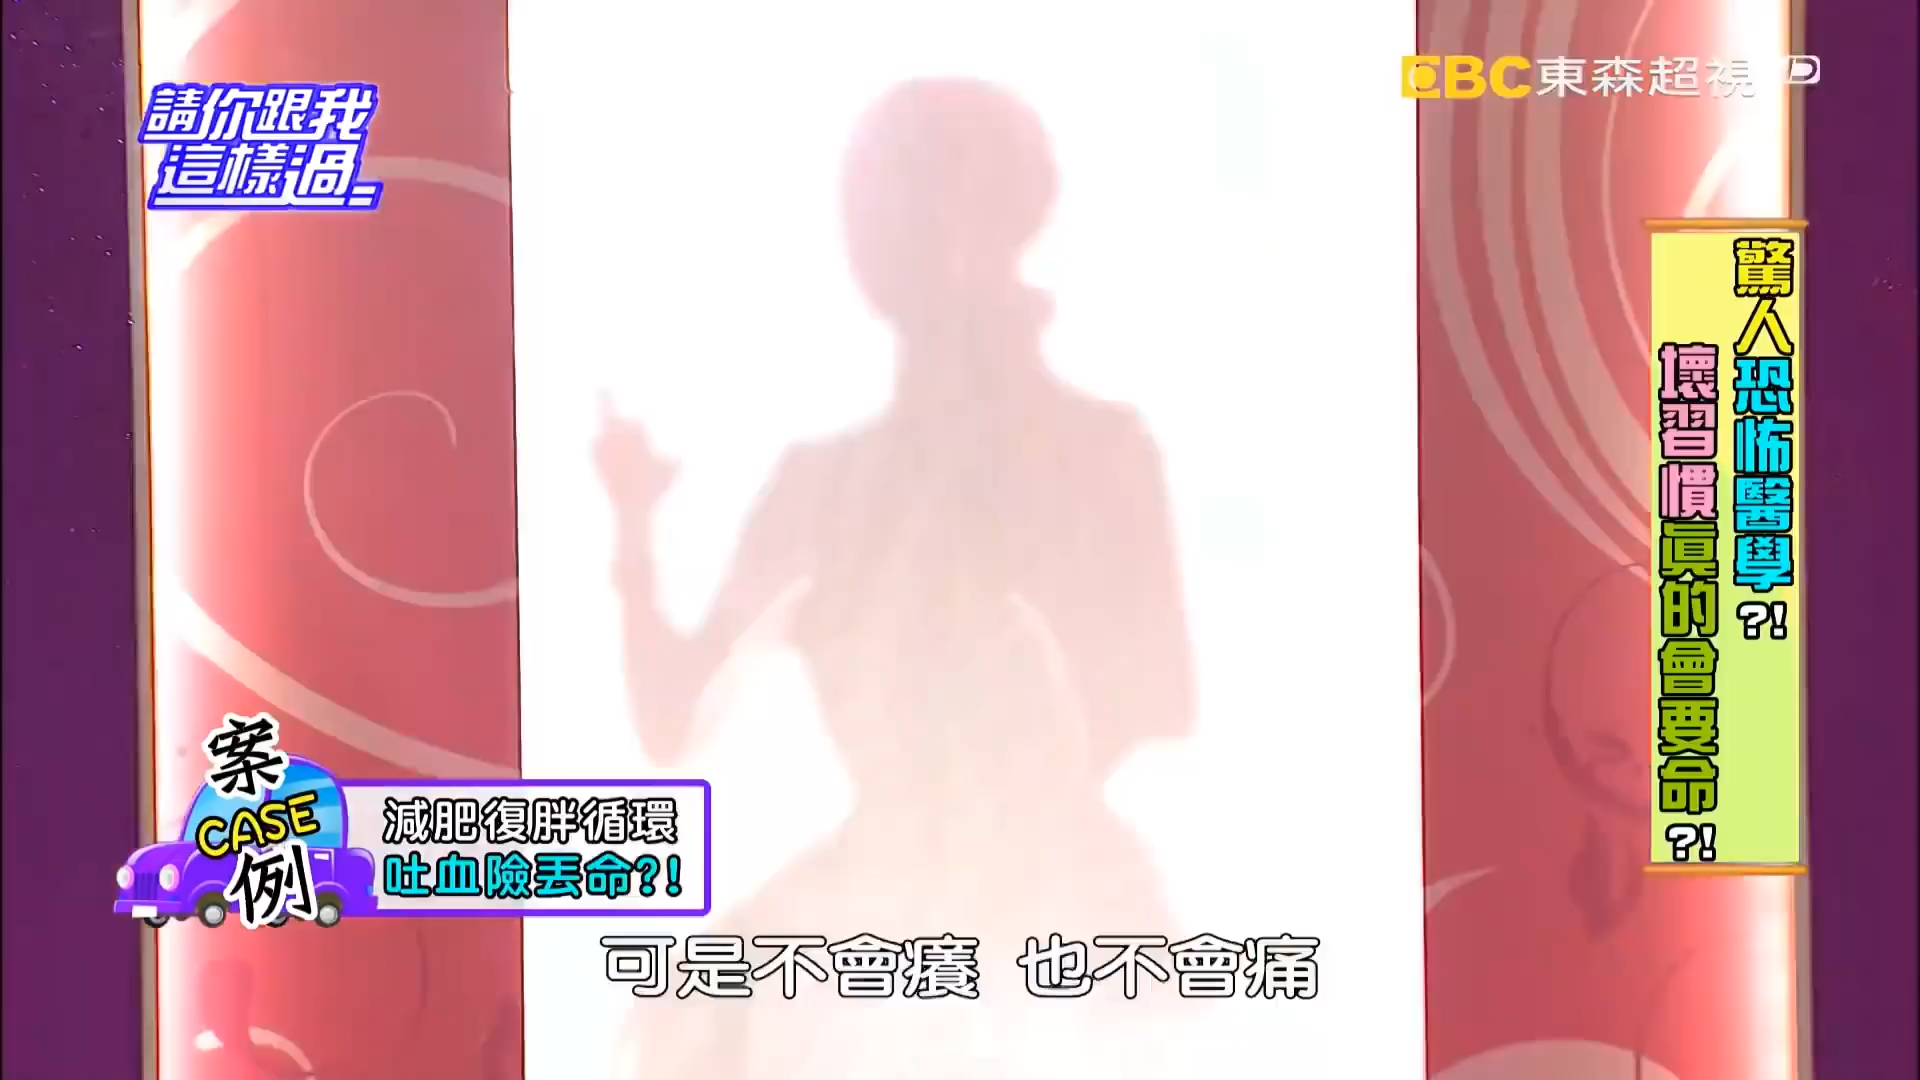 請你跟我
這樣過
EBC東森超視
驚人恐怖醫學?!
壞習慣真的會要命?!
案
CASE
例
減肥復胖循環
吐血險丟命?!
可是不會癢 也不會痛